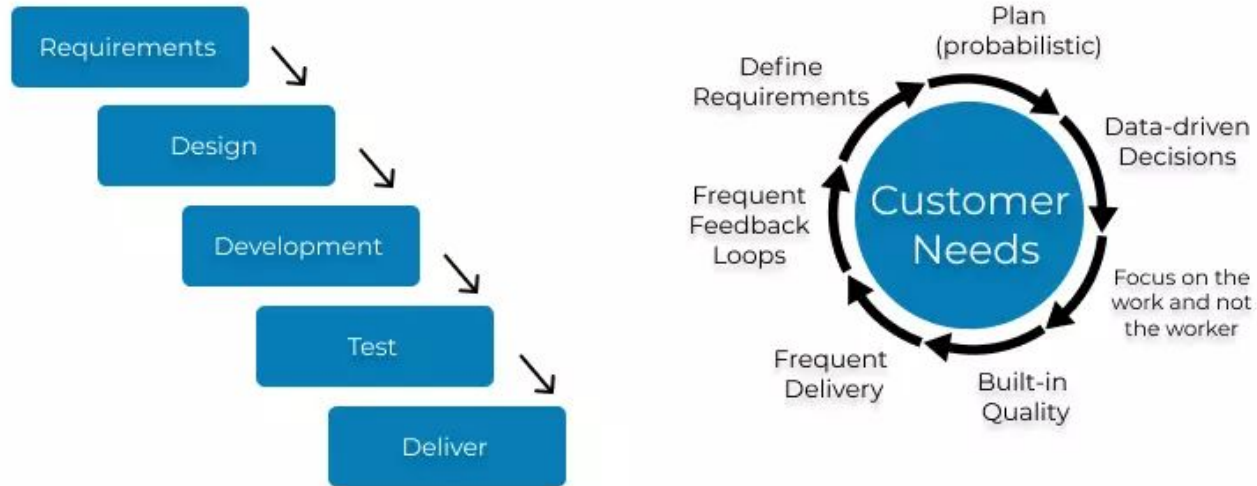 Requirements
Design
Development
Test
Deliver
Plan
(probabilistic)
Data-driven
Decisions
Focus on the
work and not
the worker
Built-in
Quality
Frequent
Delivery
Frequent
Feedback
Loops
Define
Requirements
Customer
Needs